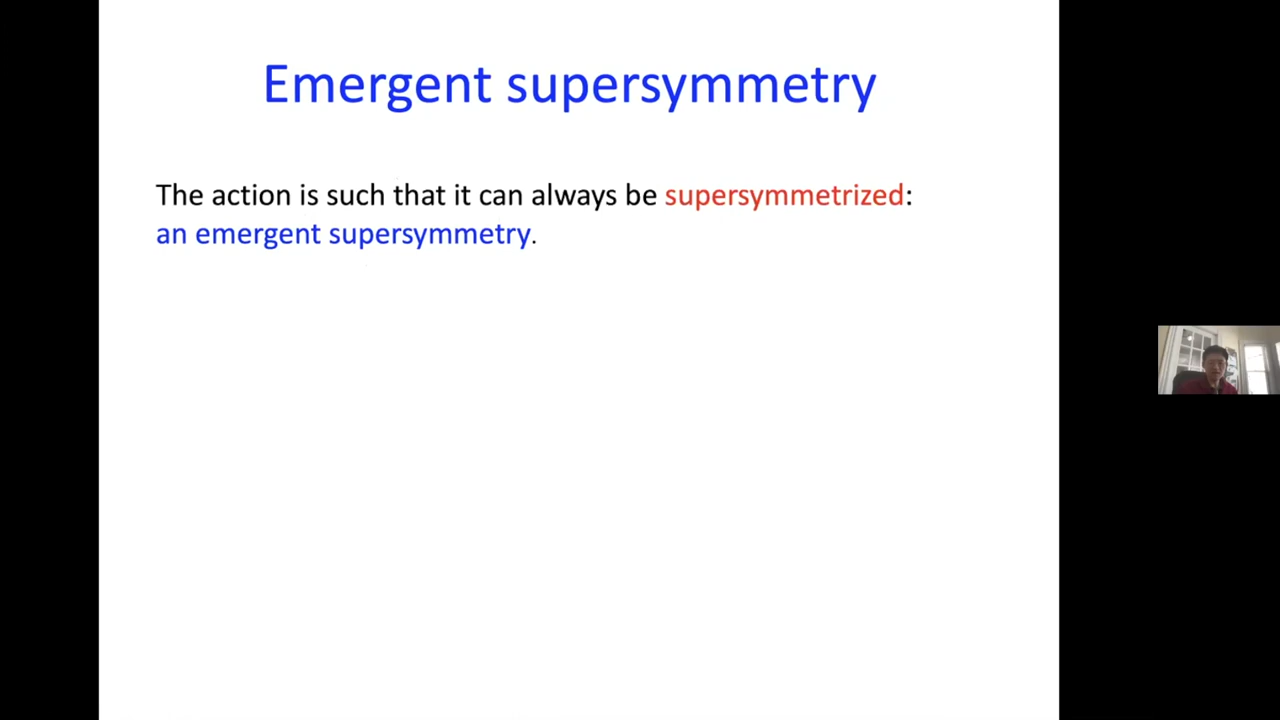 Emergent supersymmetry
The action is such that it can always be supersymmetrized:
an emergent supersymmetry.